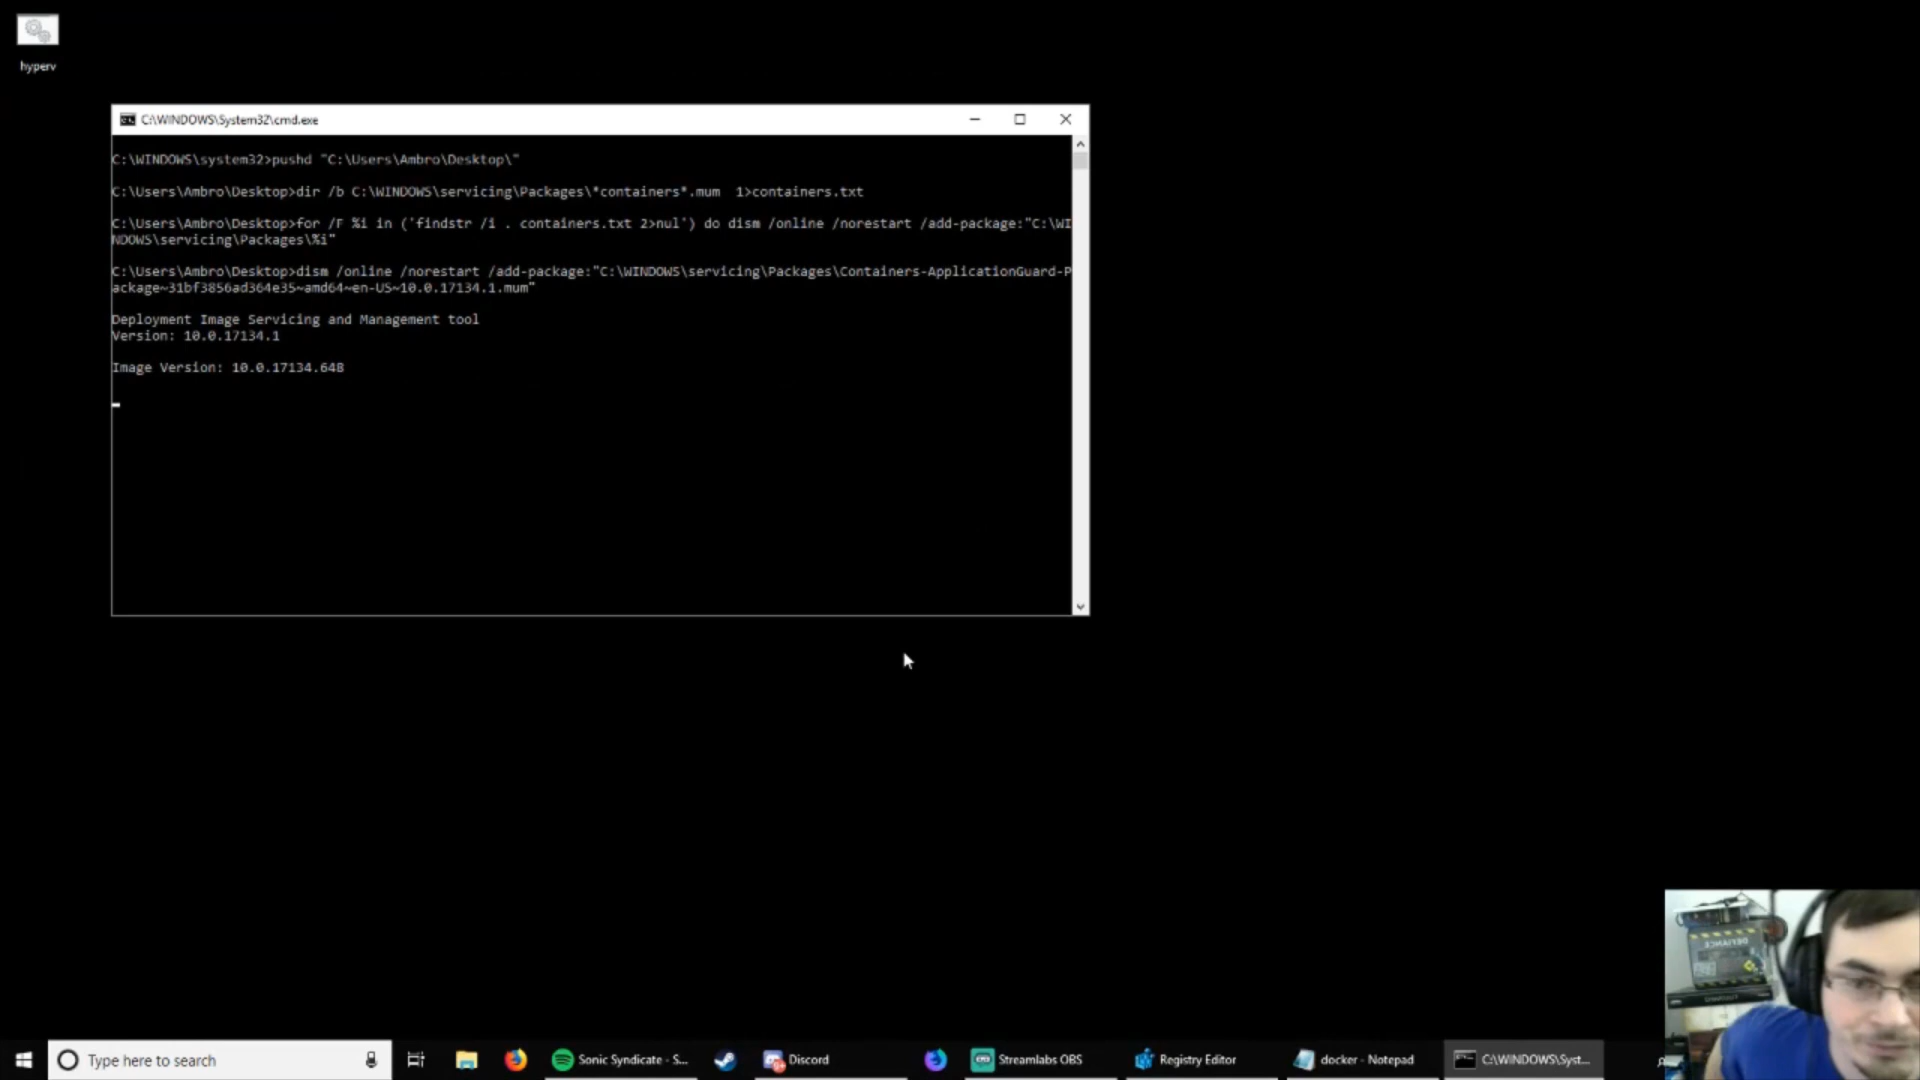 hyperv
C:\WINDOWS\System32\cmd.exe
C:\WINDOWS\system32>pushd "C:\Users\Ambro\Desktop\"
C:\Users\Ambro\Desktop>dir /b C:\WINDOWS\servicing\Packages\*containers*.mum  1>containers.txt
C:\Users\Ambro\Desktop>for /F %i in ('findstr /i . containers.txt 2>nul') do dism /online /norestart /add-package:"C:\WI
NDOWS\servicing\Packages\%i"
C:\Users\Ambro\Desktop>dism /online /norestart /add-package:"C:\WINDOWS\servicing\Packages\Containers-ApplicationGuard-P
ackage~31bf3856ad364e35~amd64~en-US~10.0.17134.1.mum"
Deployment Image Servicing and Management tool
Version: 10.0.17134.1
Image Version: 10.0.17134.648
DEFIANCE
Type here to search
Sonic Syndicate - S...
Discord
Streamlabs OBS
Registry Editor
docker - Notepad
C:\WINDOWS\Syst...